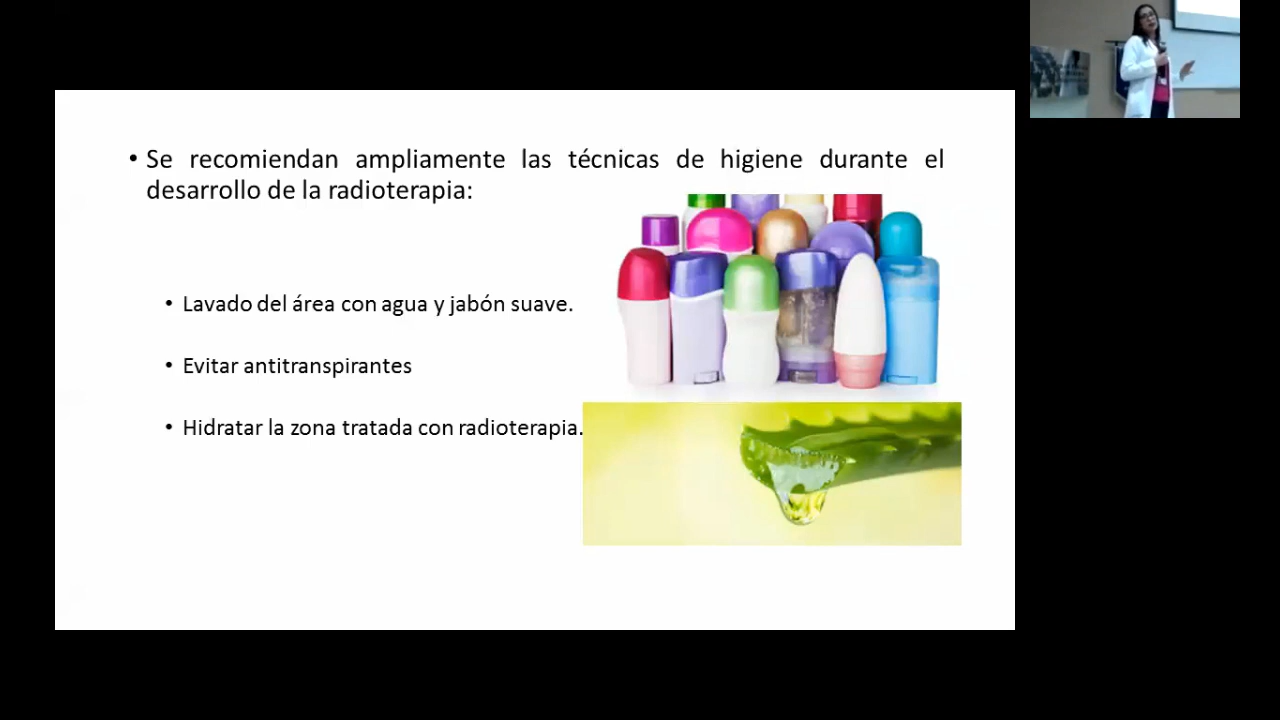 • Se recomiendan ampliamente las técnicas de higiene durante el
desarrollo de la radioterapia:
• Lavado del área con agua y jabón suave.
• Evitar antitranspirantes
• Hidratar la zona tratada con radioterapia.